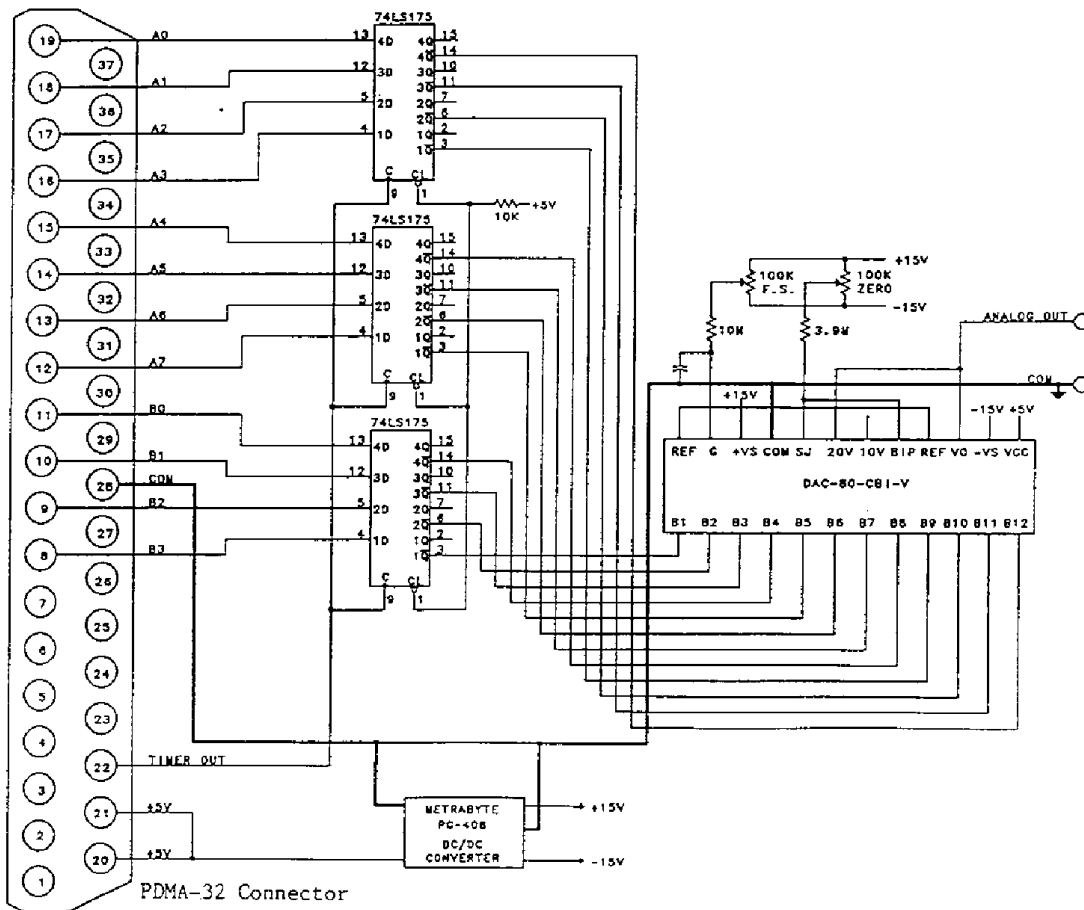 74LS175
19 A0 13 4D 4Q 15
4Q 14
37
18 A1 12 3D 3Q 10
3Q 11
36
17 A2 5 2D 2Q 7
2Q 6
35
16 A3 4 1D 1Q 2
1Q 3
C CL
9 1
10K +5V
34
74LS175
15 A4 13 4D 4Q 15
4Q 14
33
14 A5 12 3D 3Q 10
3Q 11
32
13 A6 5 2D 2Q 7
2Q 6
31
12 A7 4 1D 1Q 2
1Q 3
C CL
9 1
30
74LS175
11 B0 13 4D 4Q 15
4Q 14
29
10 B1 12 3D 3Q 10
3Q 11
28 COM
9 B2 5 2D 2Q 7
2Q 6
27
8 B3 4 1D 1Q 2
1Q 3
C CL
9 1
26
7
25
6
24
5
23
4
22 TIMER OUT
3
21 +5V
2
20 +5V
1
+15V
100K F.S.
100K ZERO
-15V
10M
3.9M
ANALOG OUT
COM
+15V
-15V +5V
REF G +VS COM SJ 20V 10V BIP REF VO -VS VCC
DAC-80-CBI-V
B1 B2 B3 B4 B5 B6 B7 B8 B9 B10 B11 B12
METRABYTE
PC-408
DC/DC
CONVERTER
+15V
-15V
PDMA-32 Connector